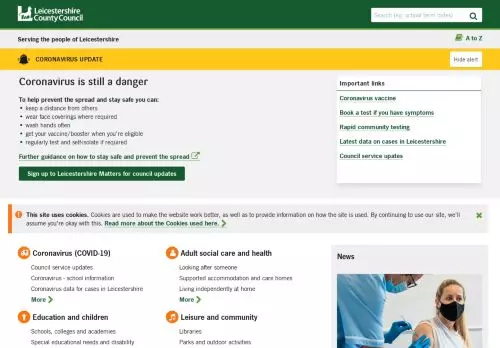 Leicestershire
County Council
Search (eg. school term dates)
Serving the people of Leicestershire
A to Z
CORONAVIRUS UPDATE
Hide alert
Coronavirus is still a danger
To help prevent the spread and stay safe you can:
• keep a distance from others
• wear face coverings where required
• wash hands often
• get your vaccine/booster when you're eligible
• regularly test and self-isolate if required
Further guidance on how to stay safe and prevent the spread
Sign up to Leicestershire Matters for council updates
Important links
Coronavirus vaccine
Book a test if you have symptoms
Rapid community testing
Latest data on cases in Leicestershire
Council service upates
This site uses cookies. Cookies are used to make the website work better, as well as to provide information on how the site is used. By continuing to use our site, we'll
assume you're okay with this. Read more about the Cookies used here.
Coronavirus (COVID-19)
Council service updates
Coronavirus - school information
Coronavirus data for cases in Leicestershire
More >
Adult social care and health
Looking after someone
Supported accommodation and care homes
Living independently at home
More >
News
Education and children
Schools, colleges and academies
Special educational needs and disability
Leisure and community
Libraries
Parks and outdoor activities